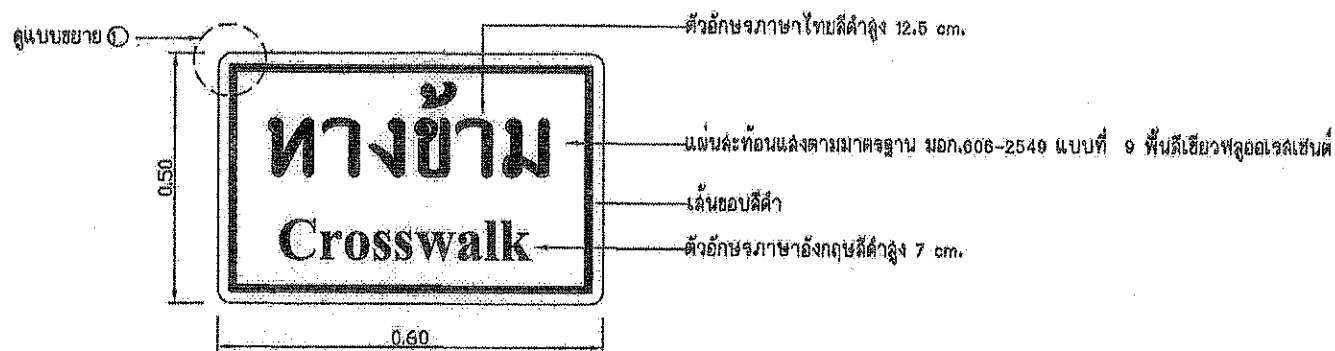 ตัวอักษรภาษาไทยสีดำสูง 12.5 cm.
ดูแบบขยาย 1
ทางข้าม
แผ่นสะท้อนแสงตามมาตรฐาน มอก.606-2549 แบบที่ 9 พื้นสีเขียวฟลูออเรสเซนต์
0.50
เส้นขอบสีดำ
Crosswalk
ตัวอักษรภาษาอังกฤษสีดำสูง 7 cm.
0.60